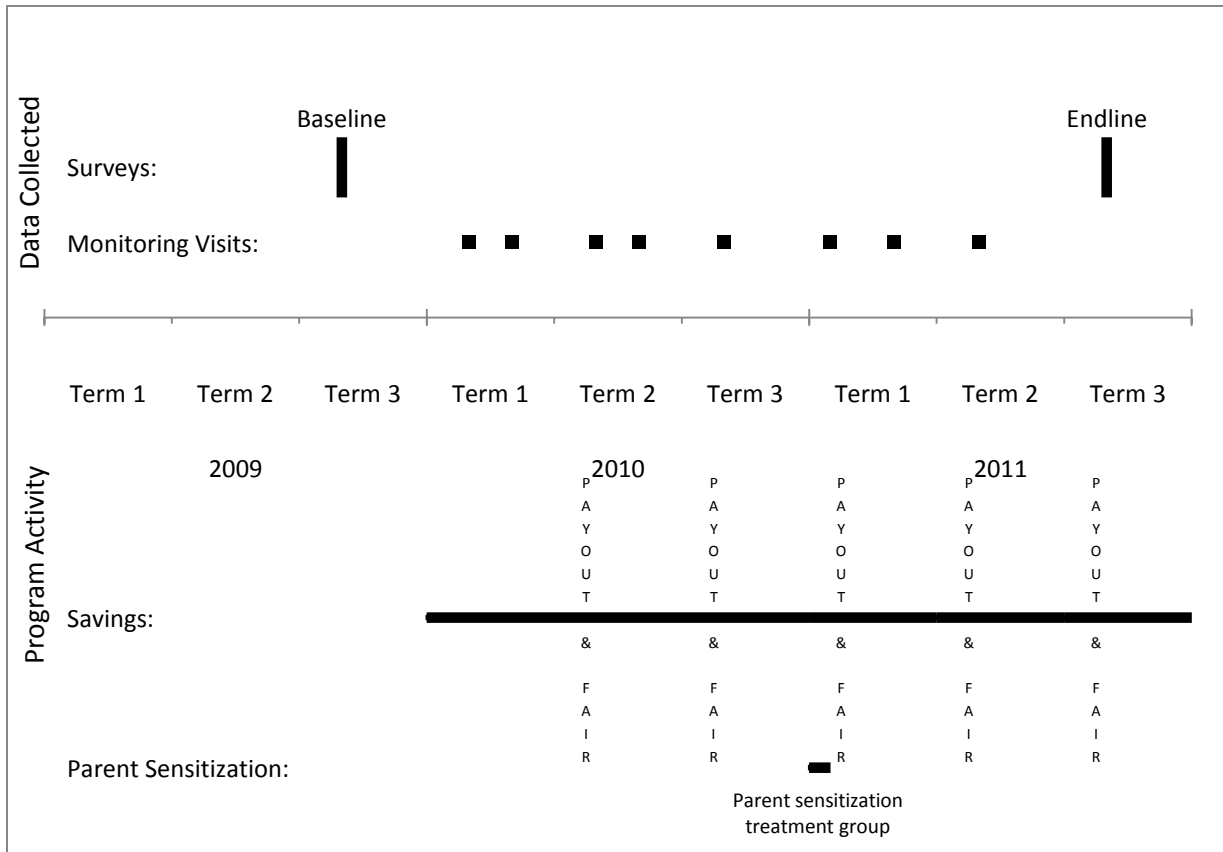 Data Collected
Baseline
Endline
Surveys:
Monitoring Visits:
Term 1 Term 2 Term 3 Term 1 Term 2 Term 3 Term 1 Term 2 Term 3
2009 2010 2011
Program Activity
PAYOUT & FAIR
PAYOUT & FAIR
PAYOUT & FAIR
PAYOUT & FAIR
PAYOUT & FAIR
Savings:
Parent Sensitization:
Parent sensitization
treatment group